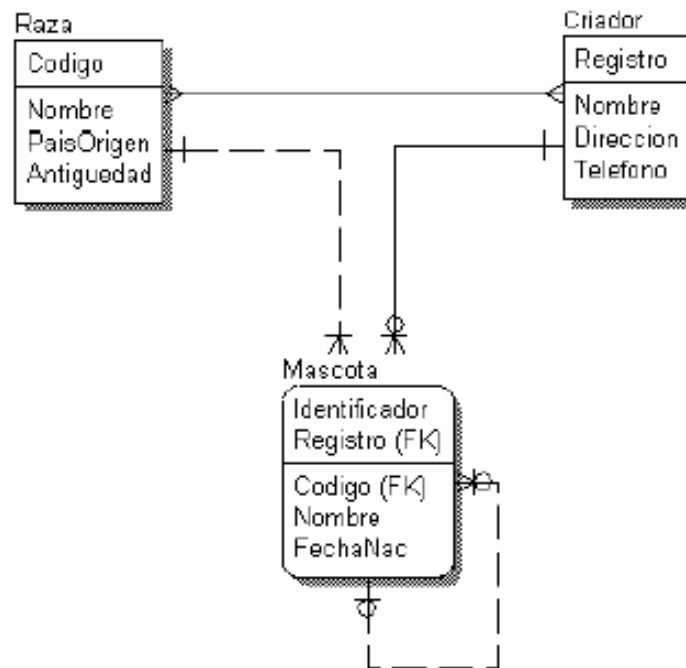 Raza
Codigo
Nombre
PaisOrigen
Antiguedad
Criador
Registro
Nombre
Direccion
Telefono
Mascota
Identificador
Registro (FK)
Codigo (FK)
Nombre
FechaNac